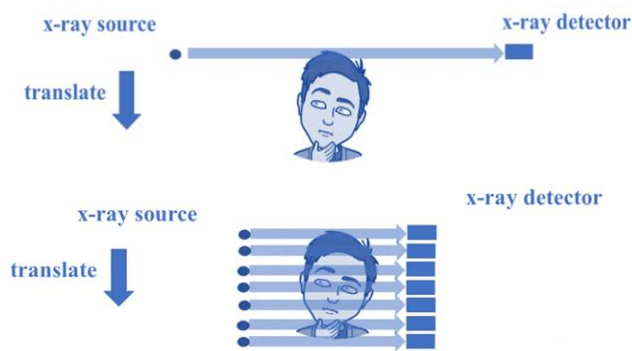 x-ray source
x-ray detector
translate
x-ray detector
x-ray source
translate